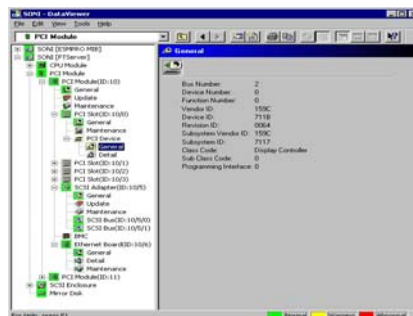 SONI - DataViewer
File Edit View Tools Help
PCI Module
SONI [ESMPRO MIB]
SONI [FTServer]
CPU Module
PCI Module
PCI Module(ID:10)
General
Update
Maintenance
PCI Slot(ID:10/0)
General
Maintenance
PCI Device
General
Detail
PCI Slot(ID:10/1)
PCI Slot(ID:10/2)
PCI Slot(ID:10/3)
SCSI Adapter(ID:10/5)
General
Update
Maintenance
SCSI Bus(ID:10/5/0)
SCSI Bus(ID:10/5/1)
BMC
Ethernet Board(ID:10/6)
General
Detail
Maintenance
PCI Module(ID:11)
SCSI Enclosure
Mirror Disk
General
Bus Number: 2
Device Number: 0
Function Number: 0
Vendor ID: 159C
Device ID: 711B
Revision ID: 0064
Subsystem Vendor ID: 159C
Subsystem ID: 7117
Class Code: Display Controller
Sub Class Code: 0
Programming Interface: 0
For Help, press F1
Normal Warning Abnormal